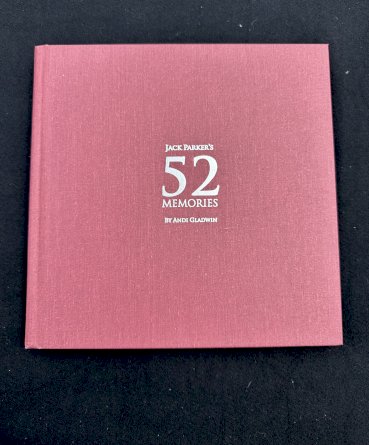 JACK PARKER'S
52
MEMORIES
BY ANDI GLADWIN